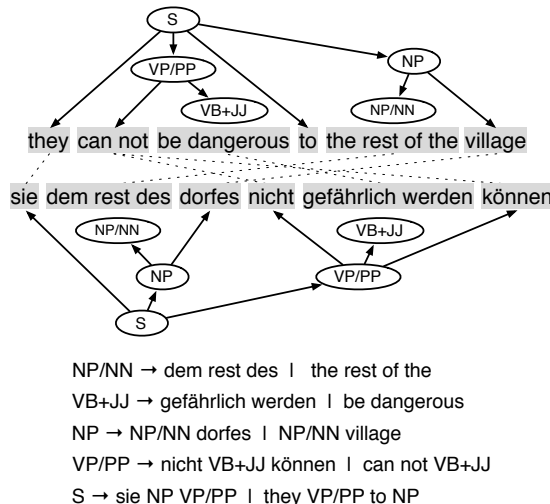 S
NP
VP/PP
VB+JJ
NP/NN
they can not be dangerous to the rest of the village
sie dem rest des dorfes nicht gefährlich werden können
NP/NN
VB+JJ
NP
VP/PP
S
NP/NN → dem rest des | the rest of the
VB+JJ → gefährlich werden | be dangerous
NP → NP/NN dorfes | NP/NN village
VP/PP → nicht VB+JJ können | can not VB+JJ
S → sie NP VP/PP | they VP/PP to NP